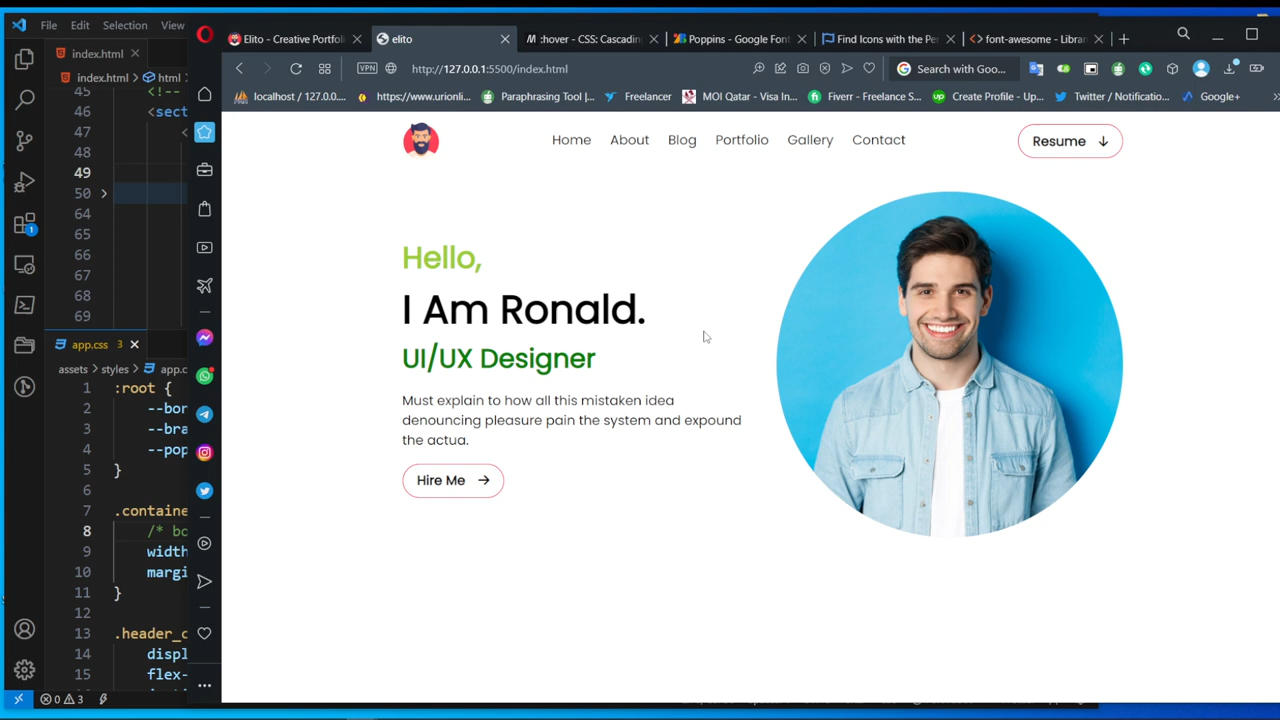 File Edit Selection View
Elito - Creative Portfoli
elito
:hover - CSS: Cascading
Poppins - Google Font
Find Icons with the Per
font-awesome - Librar
index.html
VPN
http://127.0.0.1:5500/index.html
Search with Goo...
index.html
html
localhost / 127.0.0....
https://www.urionli...
Paraphrasing Tool |...
Freelancer
MOI Qatar - Visa In...
Fiverr - Freelance S...
Create Profile - Up...
Twitter / Notificatio...
Google+
45 <!--
46 <sect
47 <
48
49
50
64
65
66
67
68
69
Home About Blog Portfolio Gallery Contact
Resume
Hello,
I Am Ronald.
UI/UX Designer
Must explain to how all this mistaken idea
denouncing pleasure pain the system and expound
the actua.
Hire Me
app.css 3
assets > styles > app.c
1 :root {
2 --bor
3 --bra
4 --pop
5 }
6
7 .containe
8 /* bo
9 width
10 margi
11 }
12
13 .header_c
14 displ
15 flex-
0 3
1